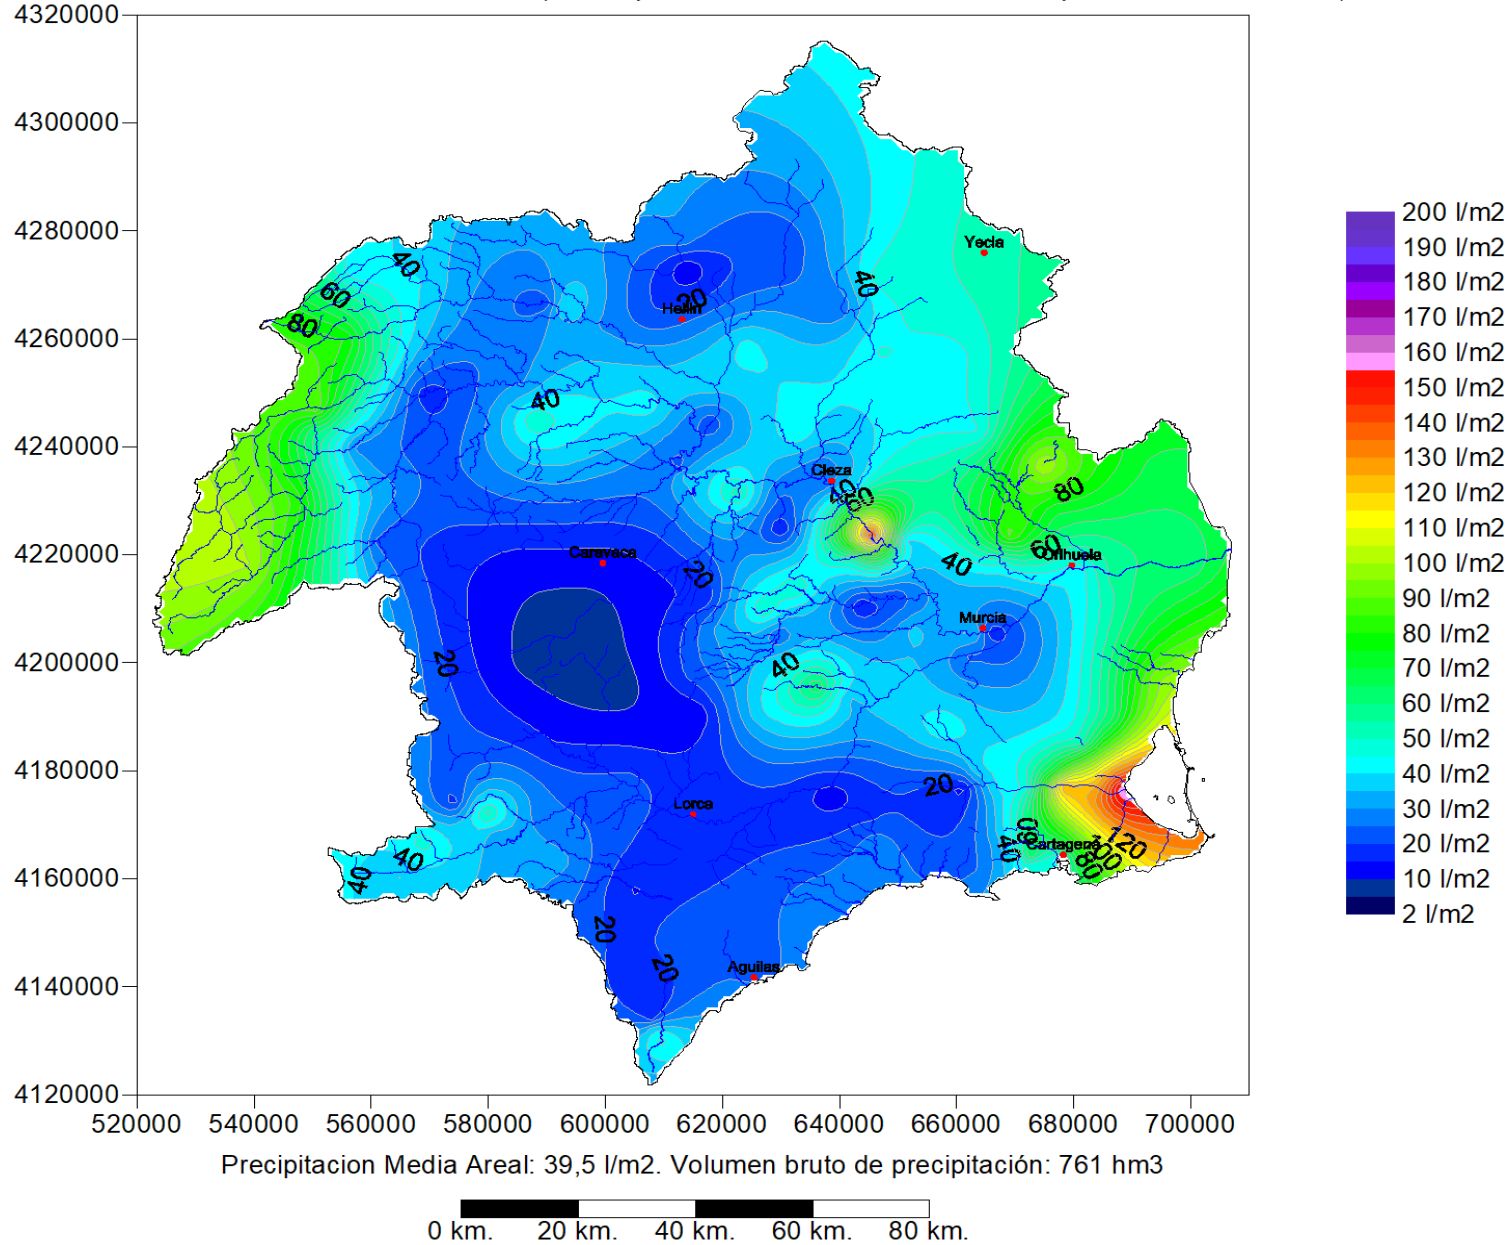 4320000
4300000
4280000
4260000
4240000
4220000
4200000
4180000
4160000
4140000
4120000
520000 540000 560000 580000 600000 620000 640000 660000 680000 700000
Yecla
40
40
60
20
80
Hellin
40
Cieza
40
60
80
60
Orihuela
Caravaca
20
40
Murcia
20
40
20
Lorca
60
40
Cartagena
120
100
80
40
40
20
20
Aguilas
200 l/m2
190 l/m2
180 l/m2
170 l/m2
160 l/m2
150 l/m2
140 l/m2
130 l/m2
120 l/m2
110 l/m2
100 l/m2
90 l/m2
80 l/m2
70 l/m2
60 l/m2
50 l/m2
40 l/m2
30 l/m2
20 l/m2
10 l/m2
2 l/m2
Precipitacion Media Areal: 39,5 l/m2. Volumen bruto de precipitación: 761 hm3
0 km. 20 km. 40 km. 60 km. 80 km.